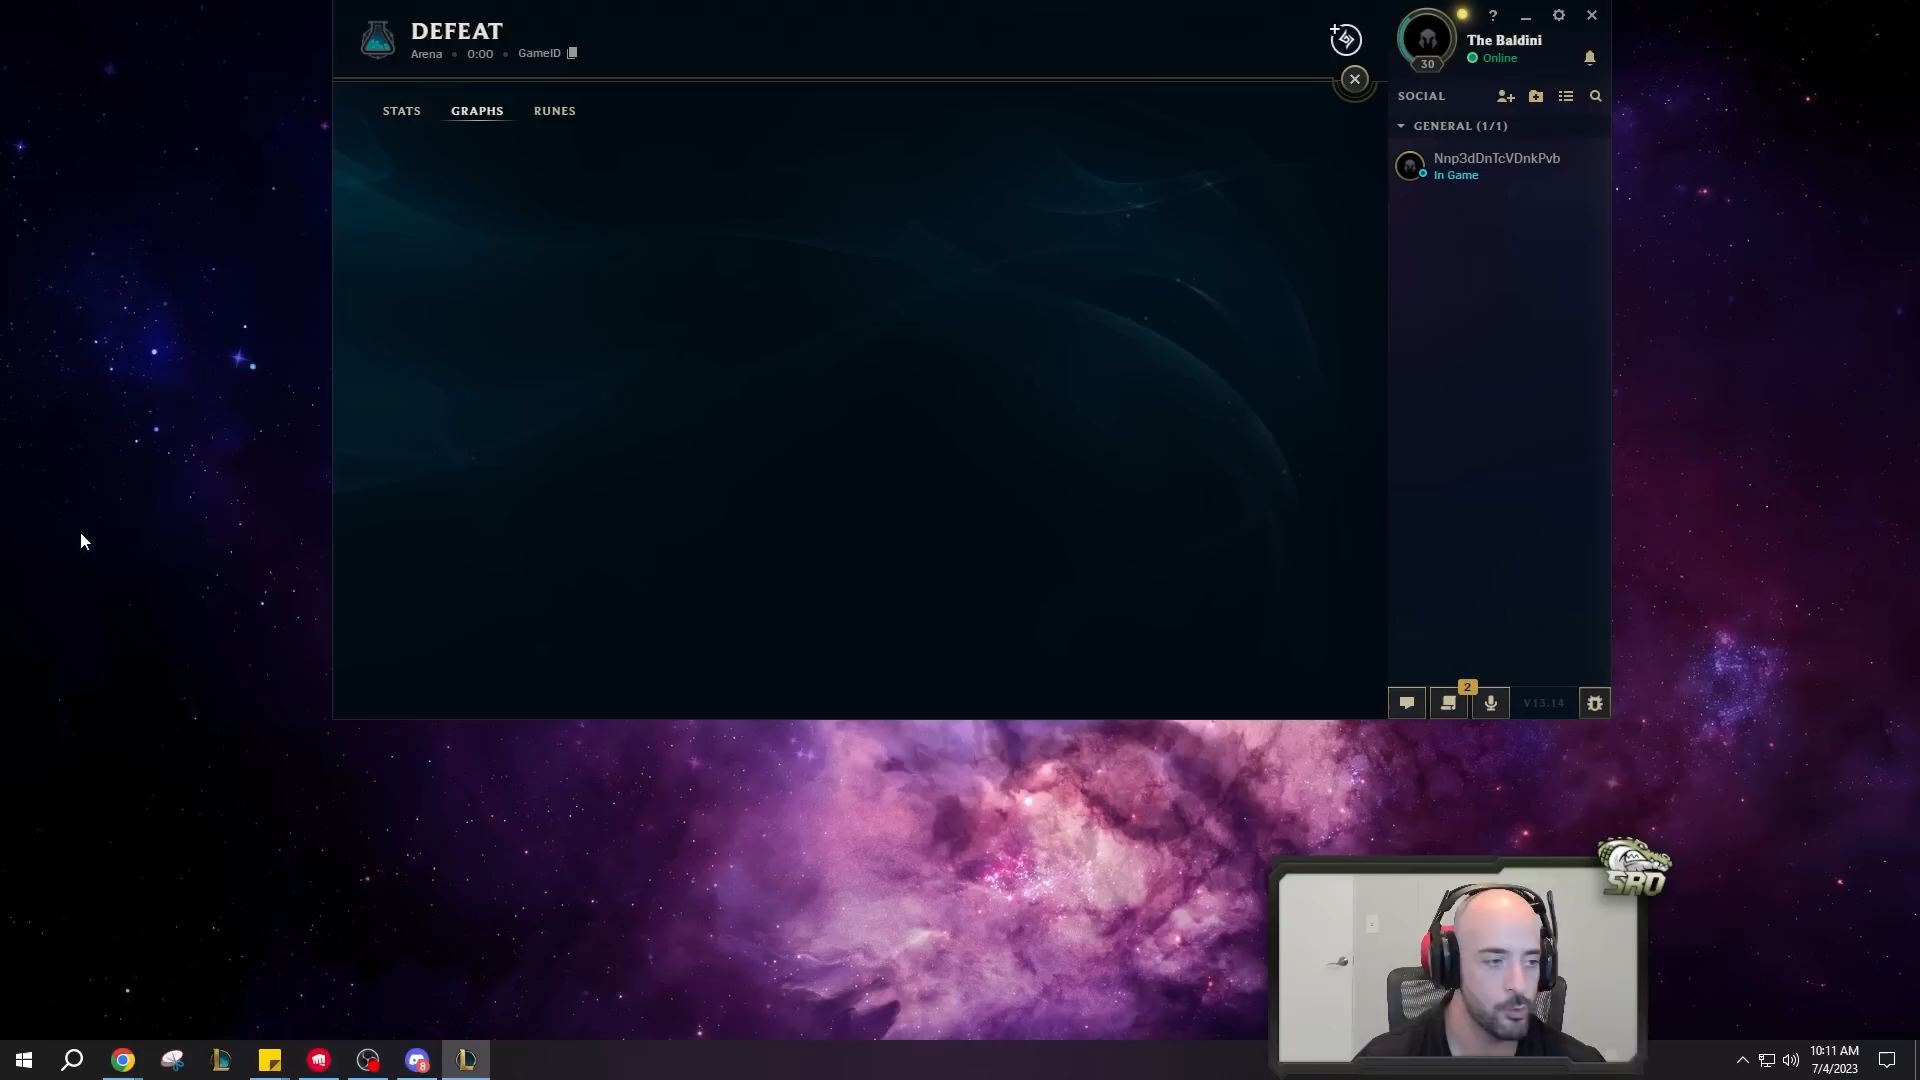 DEFEAT
Arena • 0:00 • GameID
The Baldini
Online
30
SOCIAL
GENERAL (1/1)
Nnp3dDnTcVDnkPvb
In Game
STATS GRAPHS RUNES
2
V13.14
SRO
8
10:11 AM
7/4/2023